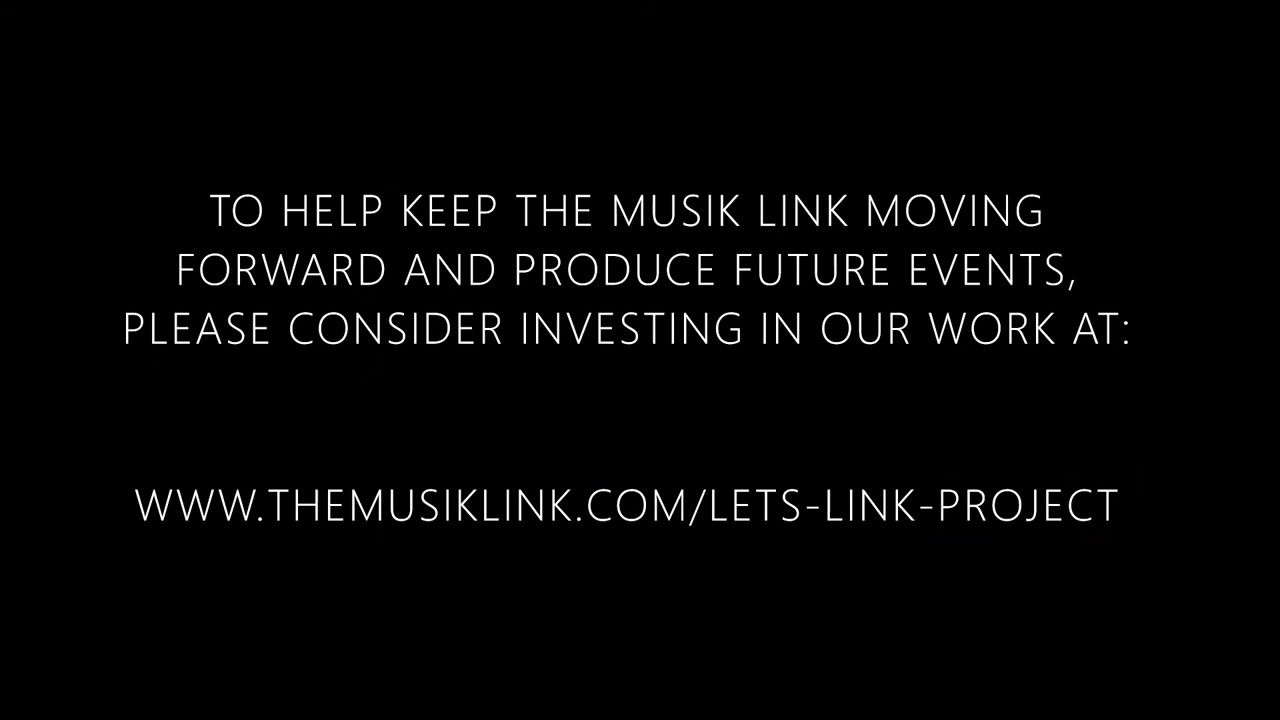 TO HELP KEEP THE MUSIK LINK MOVING
FORWARD AND PRODUCE FUTURE EVENTS,
PLEASE CONSIDER INVESTING IN OUR WORK AT:
WWW.THEMUSIKLINK.COM/LETS-LINK-PROJECT